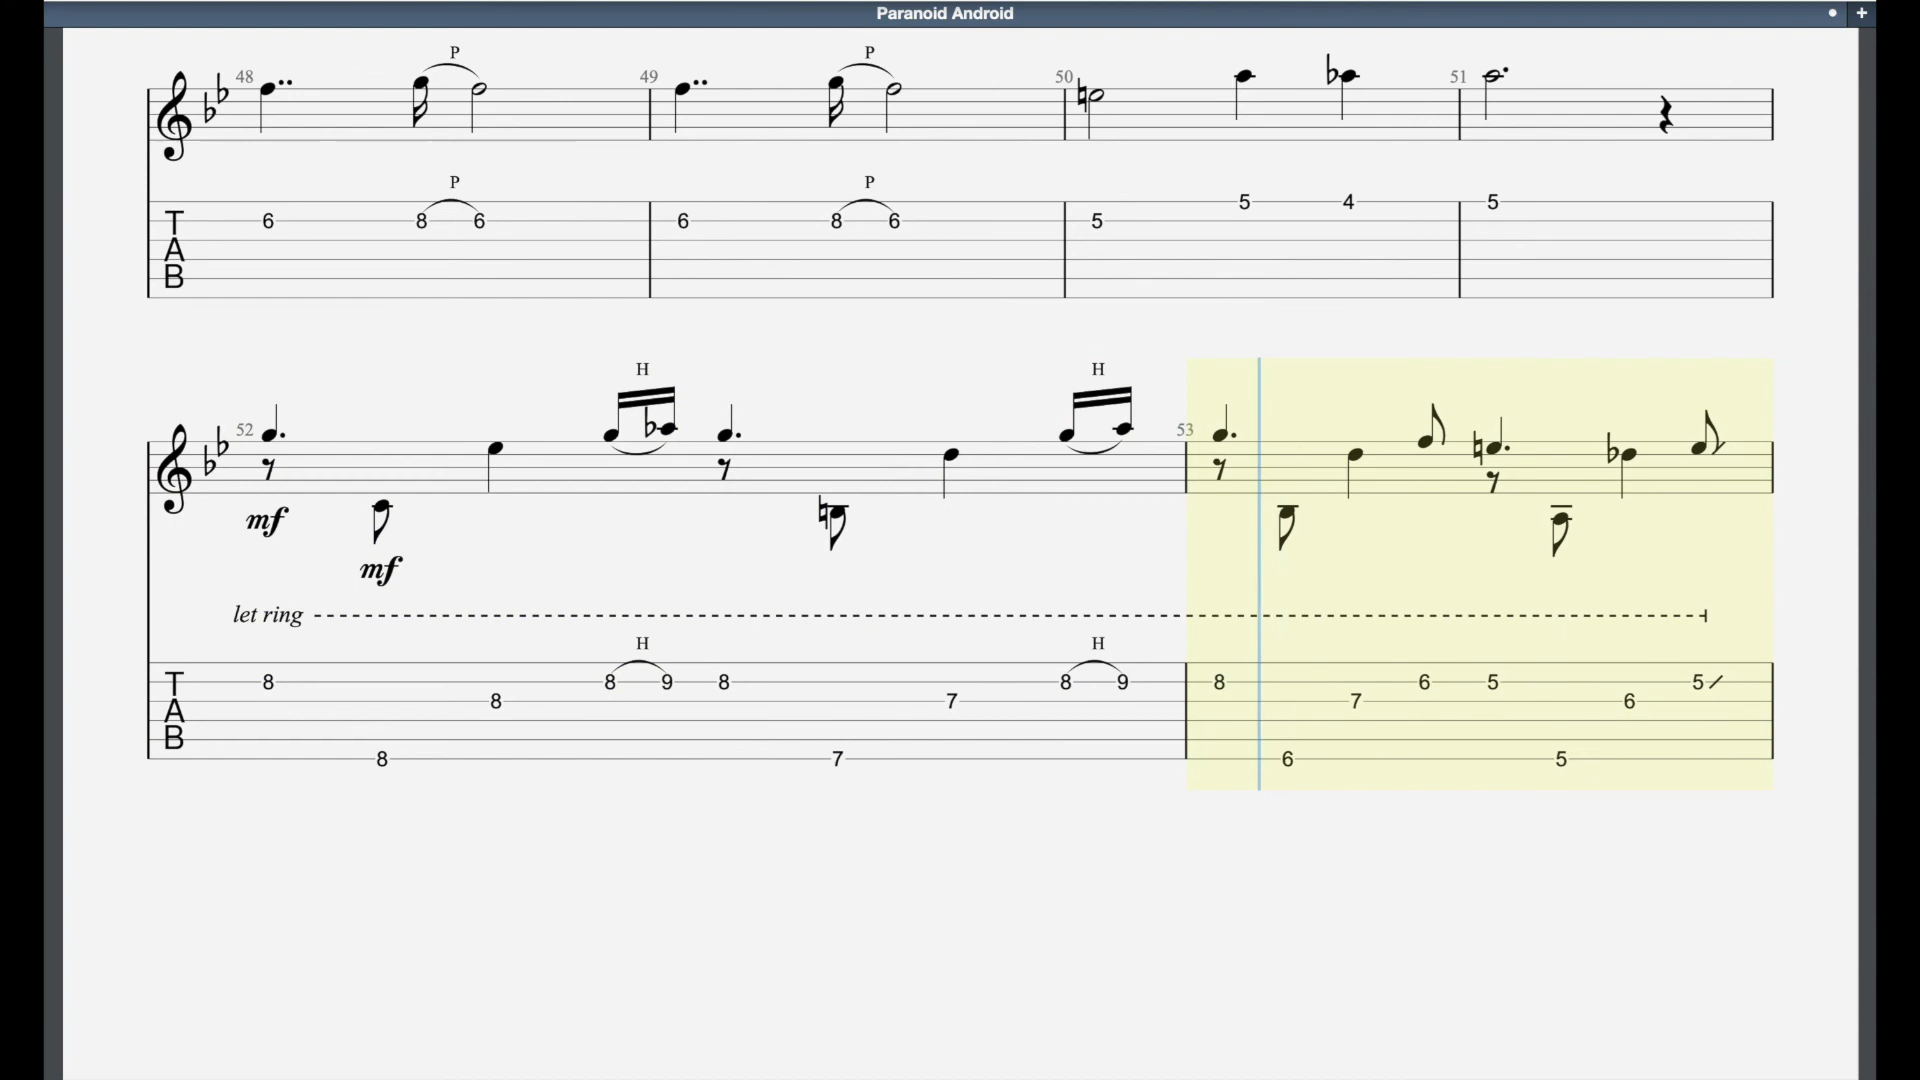 Paranoid Android
P P
48 49 50 51
P P
5 4 5
T 6 8 6 6 8 6 5
A
B
H H
52 53
mf
mf
let ring
H H
T 8 8 9 8 8 9 8 6 5 5
A 8 7 7 6
B
8 7 6 5